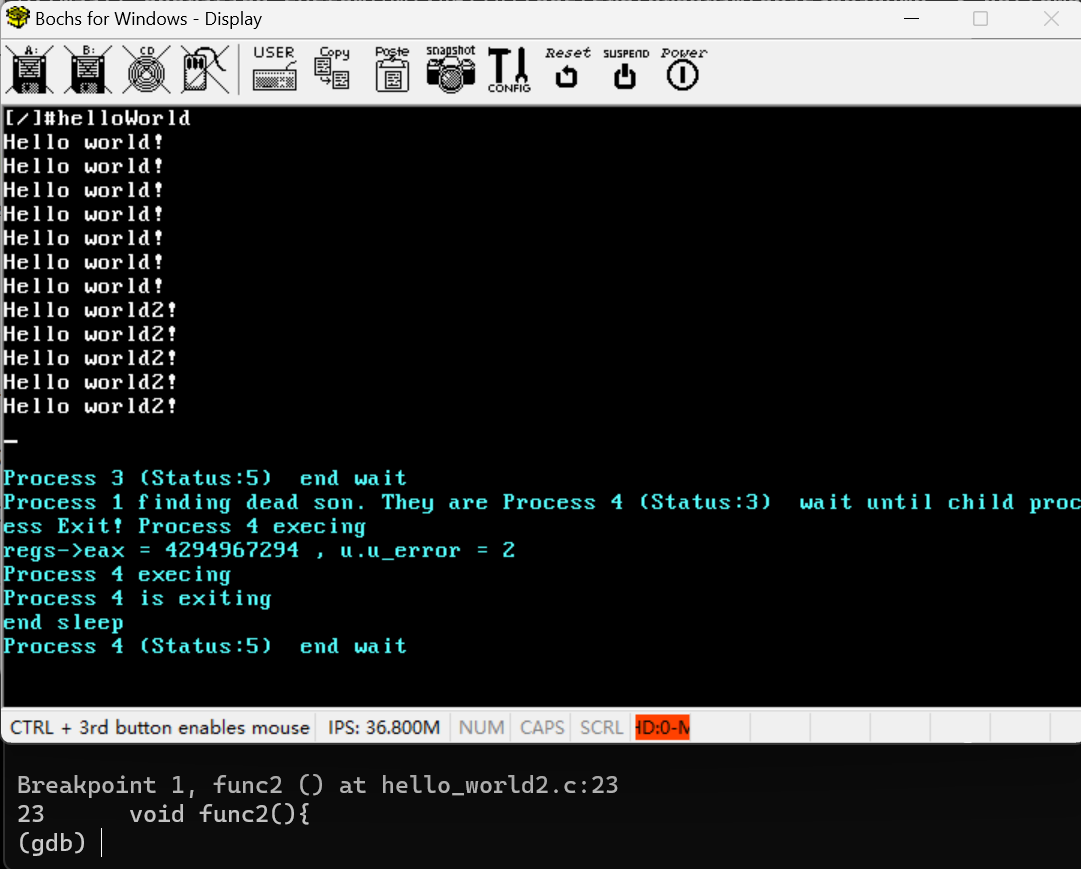 Bochs for Windows - Display
A: B: CD USER Copy Paste snapshot CONFIG Reset SUSPEND Power
[/]#helloWorld
Hello world!
Hello world!
Hello world!
Hello world!
Hello world!
Hello world!
Hello world!
Hello world2!
Hello world2!
Hello world2!
Hello world2!
Hello world2!
Process 3 (Status:5)  end wait
Process 1 finding dead son. They are Process 4 (Status:3)  wait until child proc
ess Exit! Process 4 execing
regs->eax = 4294967294 , u.u_error = 2
Process 4 execing
Process 4 is exiting
end sleep
Process 4 (Status:5)  end wait
CTRL + 3rd button enables mouse IPS: 36.800M NUM CAPS SCRL HD:0-M
Breakpoint 1, func2 () at hello_world2.c:23
23      void func2(){
(gdb)